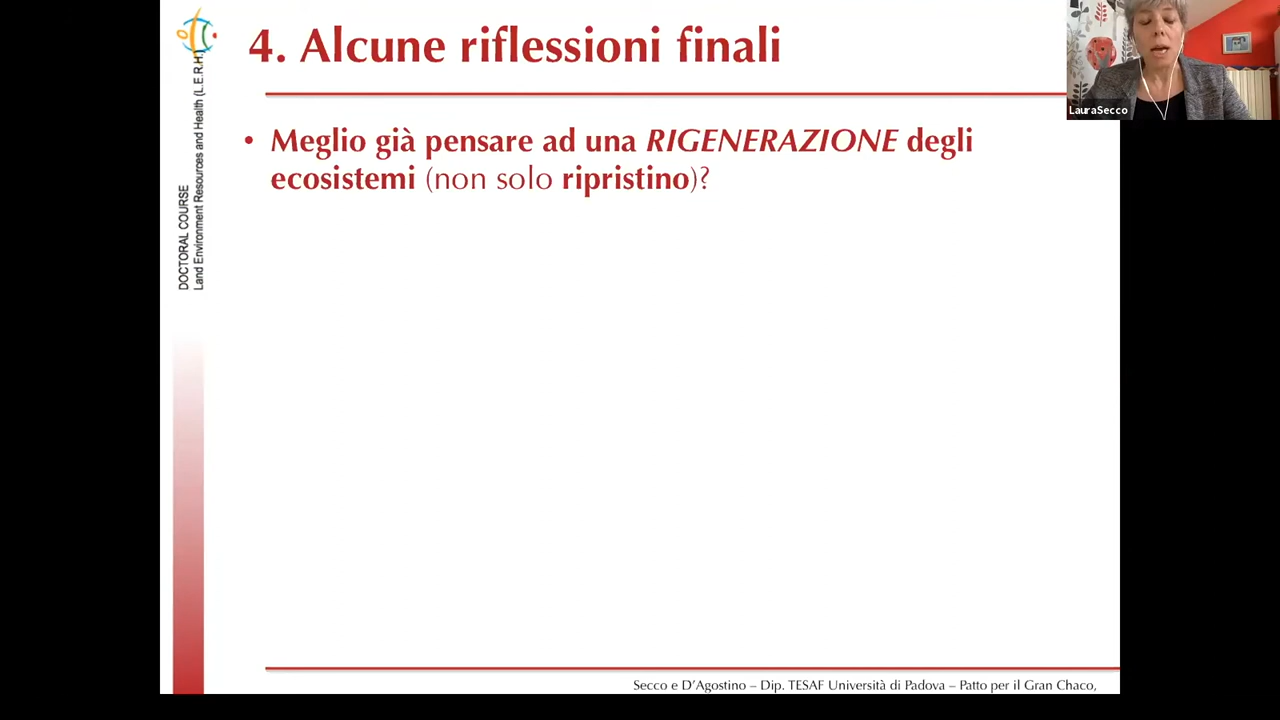 4. Alcune riflessioni finali
LauraSecco
DOCTORAL COURSE
Land Environment Resources and Health (L.E.R.H.)
• Meglio già pensare ad una RIGENERAZIONE degli
ecosistemi (non solo ripristino)?
Secco e D’Agostino – Dip. TESAF Università di Padova – Patto per il Gran Chaco,